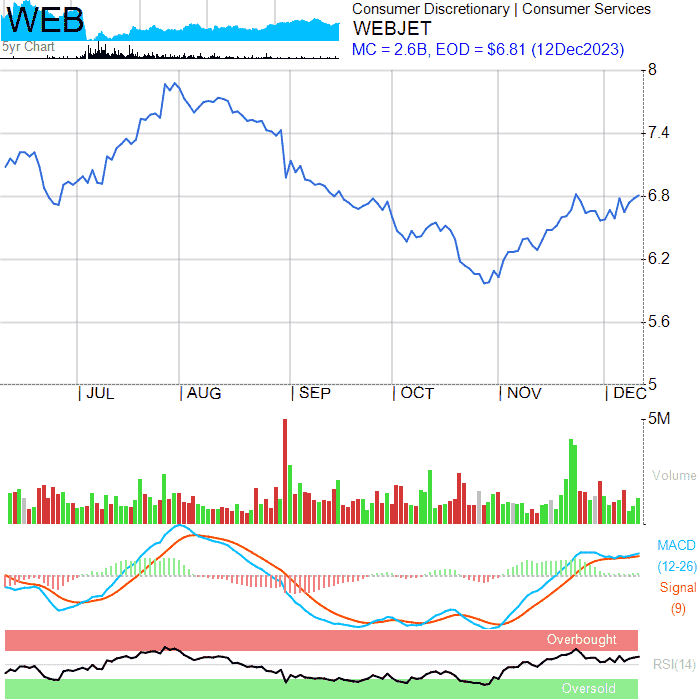 WEB
5yr Chart
Consumer Discretionary | Consumer Services
WEBJET
MC = 2.6B, EOD = $6.81 (12Dec2023)
8
7.4
6.8
6.2
5.6
5
| JUL | AUG | SEP | OCT | NOV | DEC
5M
Volume
MACD
(12-26)
Signal
(9)
Overbought
RSI(14)
Oversold